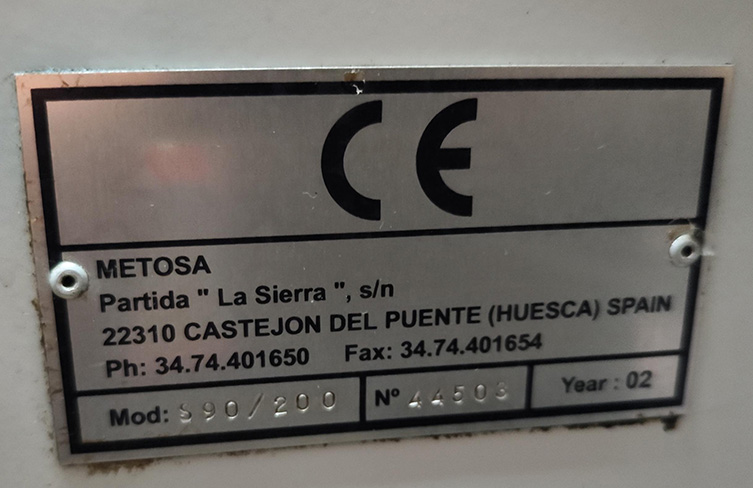 CE
METOSA
Partida " La Sierra ", s/n
22310 CASTEJON DEL PUENTE (HUESCA) SPAIN
Ph: 34.74.401650 Fax: 34.74.401654
Mod: S90/200 Nº 44508 Year : 02